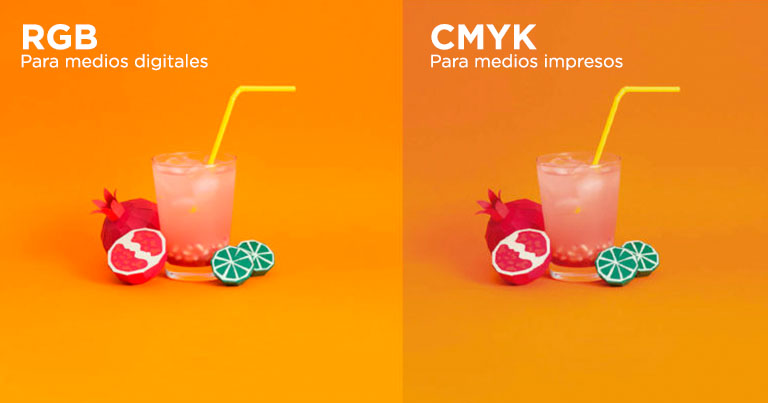 RGB
Para medios digitales
CMYK
Para medios impresos